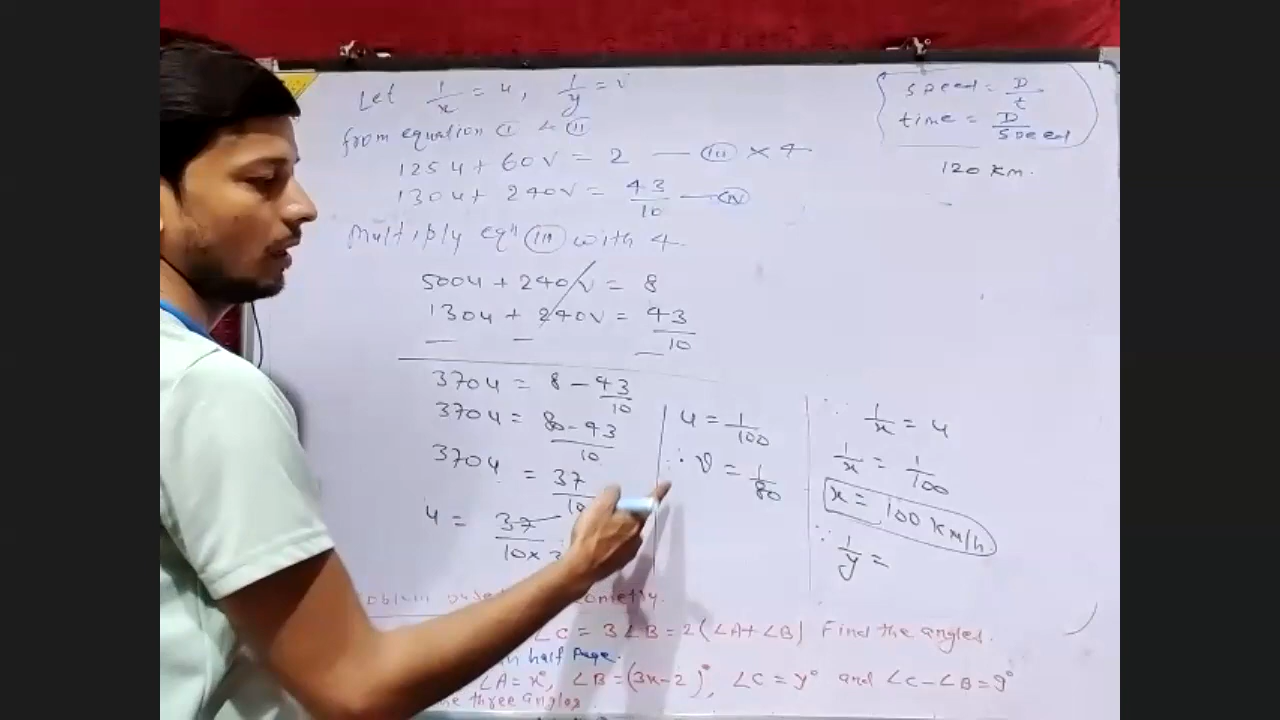 Let 1/x = u, 1/y = v
from equation (I) & (II)
125u + 60v = 2 — (III) × 4
130u + 240v = 43/10 — (IV)
Multiply eqⁿ (III) with 4.
500u + 240v = 8
130u + 240v = 43/10
— — —
370u = 8 - 43/10
370u = 80-43/10
370u = 37/10
u = 37/10×
u = 1/100
∴ v = 1/80
∵ 1/x = u
1/x = 1/100
x = 100 km/h.
∵ 1/y =
Speed = D/t
time = D/Speed
120 km.
∠C = 3∠B = 2(∠A+∠B) Find the angles.
half Page.
∠A = x°, ∠B = (3x-2)°, ∠C = y° and ∠C-∠B = 9°
the three angles.